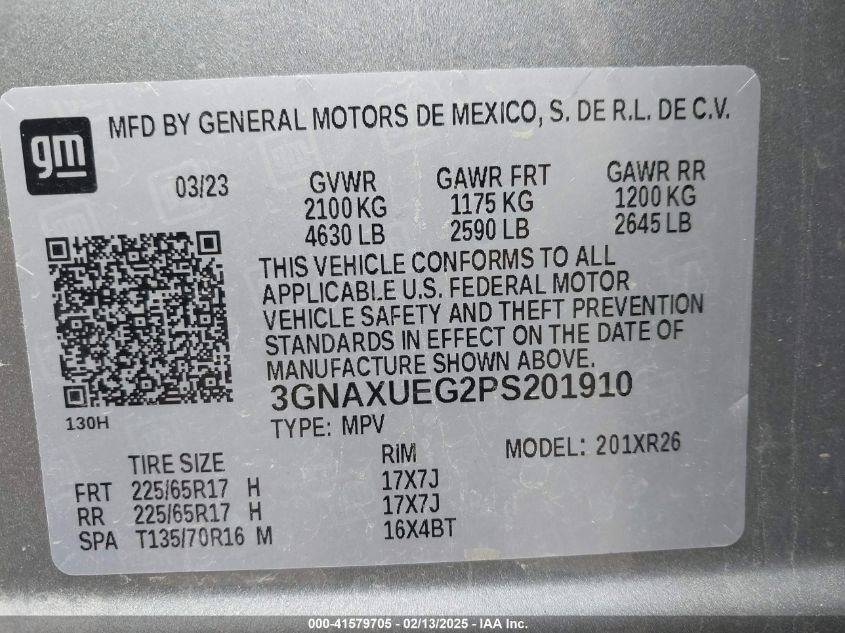 gm
MFD BY GENERAL MOTORS DE MEXICO, S. DE R.L. DE C.V.
03/23 GVWR GAWR FRT GAWR RR
2100 KG 1175 KG 1200 KG
4630 LB 2590 LB 2645 LB
THIS VEHICLE CONFORMS TO ALL
APPLICABLE U.S. FEDERAL MOTOR
VEHICLE SAFETY AND THEFT PREVENTION
STANDARDS IN EFFECT ON THE DATE OF
MANUFACTURE SHOWN ABOVE.
3GNAXUEG2PS201910
130H
TYPE: MPV
MODEL: 201XR26
TIRE SIZE RIM
FRT 225/65R17 H 17X7J
RR 225/65R17 H 17X7J
SPA T135/70R16 M 16X4BT
000-41579705 - 02/13/2025 - IAA Inc.